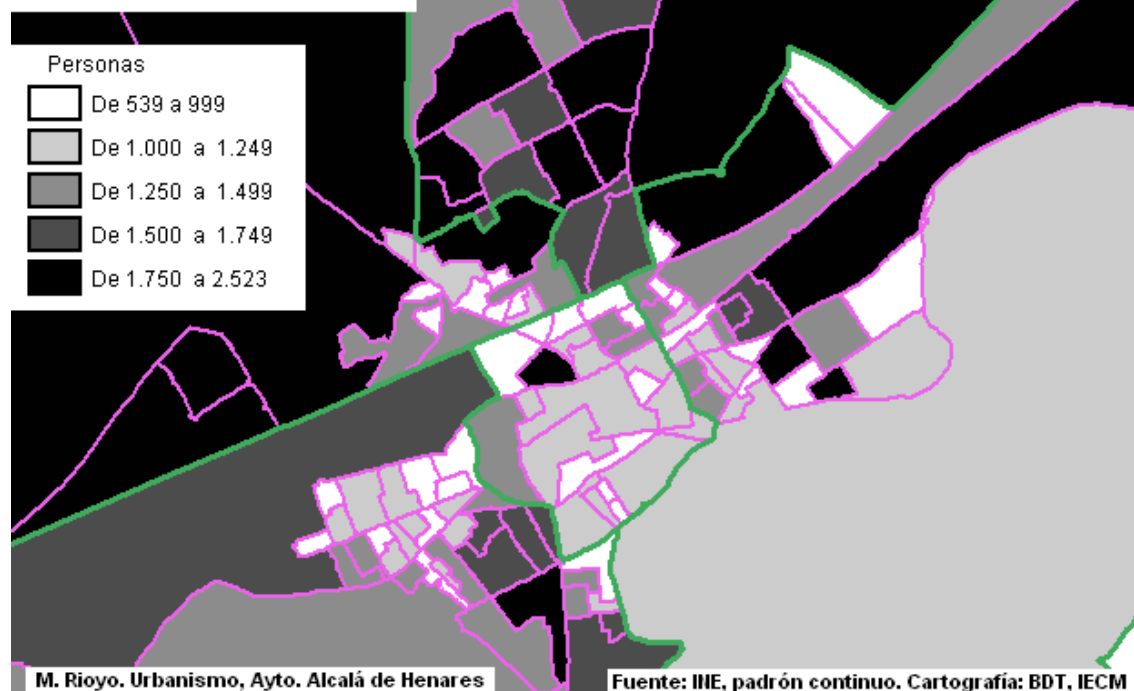 Personas
De 539 a 999
De 1.000 a 1.249
De 1.250 a 1.499
De 1.500 a 1.749
De 1.750 a 2.523
M. Rioyo. Urbanismo, Ayto. Alcalá de Henares
Fuente: INE, padrón continuo. Cartografía: BDT, IECM